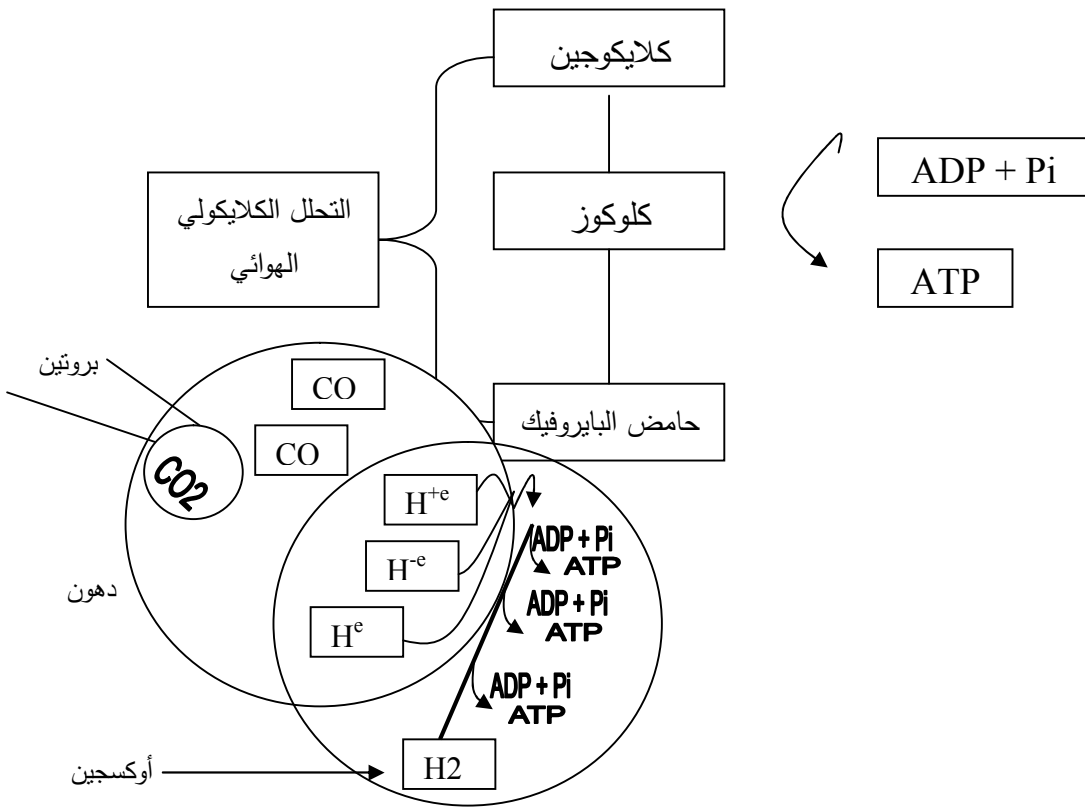 كلايكوجين
ADP + Pi
التحلل الكلايكولي
الهوائي
كلوكوز
ATP
بروتين
CO
حامض البايروفيك
CO
CO2
H+e
ADP + Pi
ATP
H-e
ADP + Pi
ATP
دهون
He
ADP + Pi
ATP
أوكسجين
H2